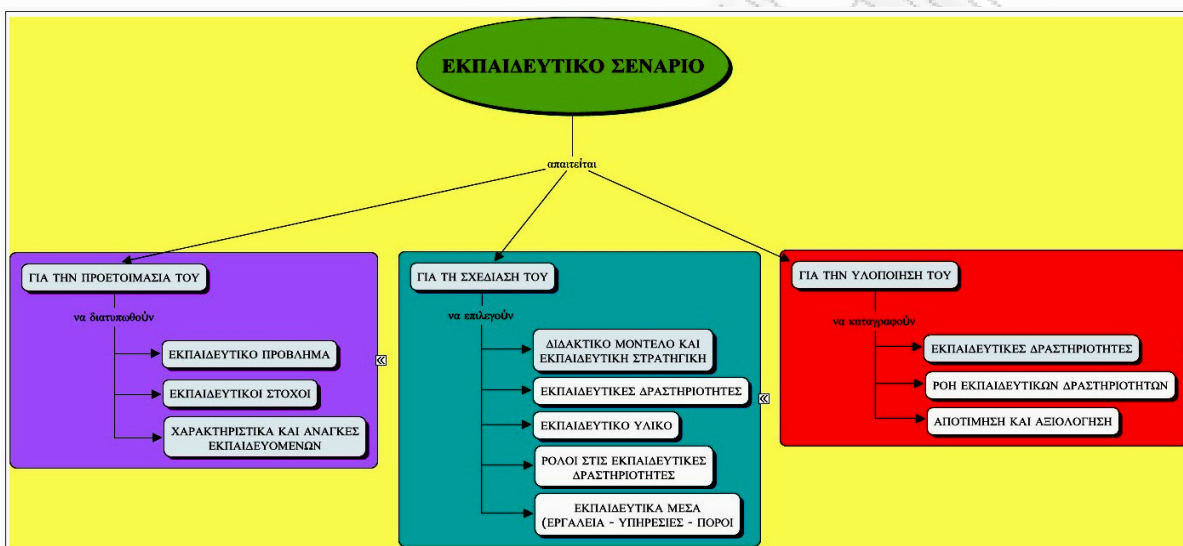 ΕΚΠΑΙΔΕΥΤΙΚΟ ΣΕΝΑΡΙΟ
απαιτείται
ΓΙΑ ΤΗΝ ΠΡΟΕΤΟΙΜΑΣΙΑ ΤΟΥ
να διατυπωθούν
ΕΚΠΑΙΔΕΥΤΙΚΟ ΠΡΟΒΛΗΜΑ
ΕΚΠΑΙΔΕΥΤΙΚΟΙ ΣΤΟΧΟΙ
ΧΑΡΑΚΤΗΡΙΣΤΙΚΑ ΚΑΙ ΑΝΑΓΚΕΣ
ΕΚΠΑΙΔΕΥΟΜΕΝΩΝ
ΓΙΑ ΤΗ ΣΧΕΔΙΑΣΗ ΤΟΥ
να επιλεγούν
ΔΙΔΑΚΤΙΚΟ ΜΟΝΤΕΛΟ ΚΑΙ
ΕΚΠΑΙΔΕΥΤΙΚΗ ΣΤΡΑΤΗΓΙΚΗ
ΕΚΠΑΙΔΕΥΤΙΚΕΣ ΔΡΑΣΤΗΡΙΟΤΗΤΕΣ
ΕΚΠΑΙΔΕΥΤΙΚΟ ΥΛΙΚΟ
ΡΟΛΟΙ ΣΤΙΣ ΕΚΠΑΙΔΕΥΤΙΚΕΣ
ΔΡΑΣΤΗΡΙΟΤΗΤΕΣ
ΕΚΠΑΙΔΕΥΤΙΚΑ ΜΕΣΑ
(ΕΡΓΑΛΕΙΑ - ΥΠΗΡΕΣΙΕΣ - ΠΟΡΟΙ
ΓΙΑ ΤΗΝ ΥΛΟΠΟΙΗΣΗ ΤΟΥ
να καταγραφούν
ΕΚΠΑΙΔΕΥΤΙΚΕΣ ΔΡΑΣΤΗΡΙΟΤΗΤΕΣ
ΡΟΗ ΕΚΠΑΙΔΕΥΤΙΚΩΝ ΔΡΑΣΤΗΡΙΟΤΗΤΩΝ
ΑΠΟΤΙΜΗΣΗ ΚΑΙ ΑΞΙΟΛΟΓΗΣΗ